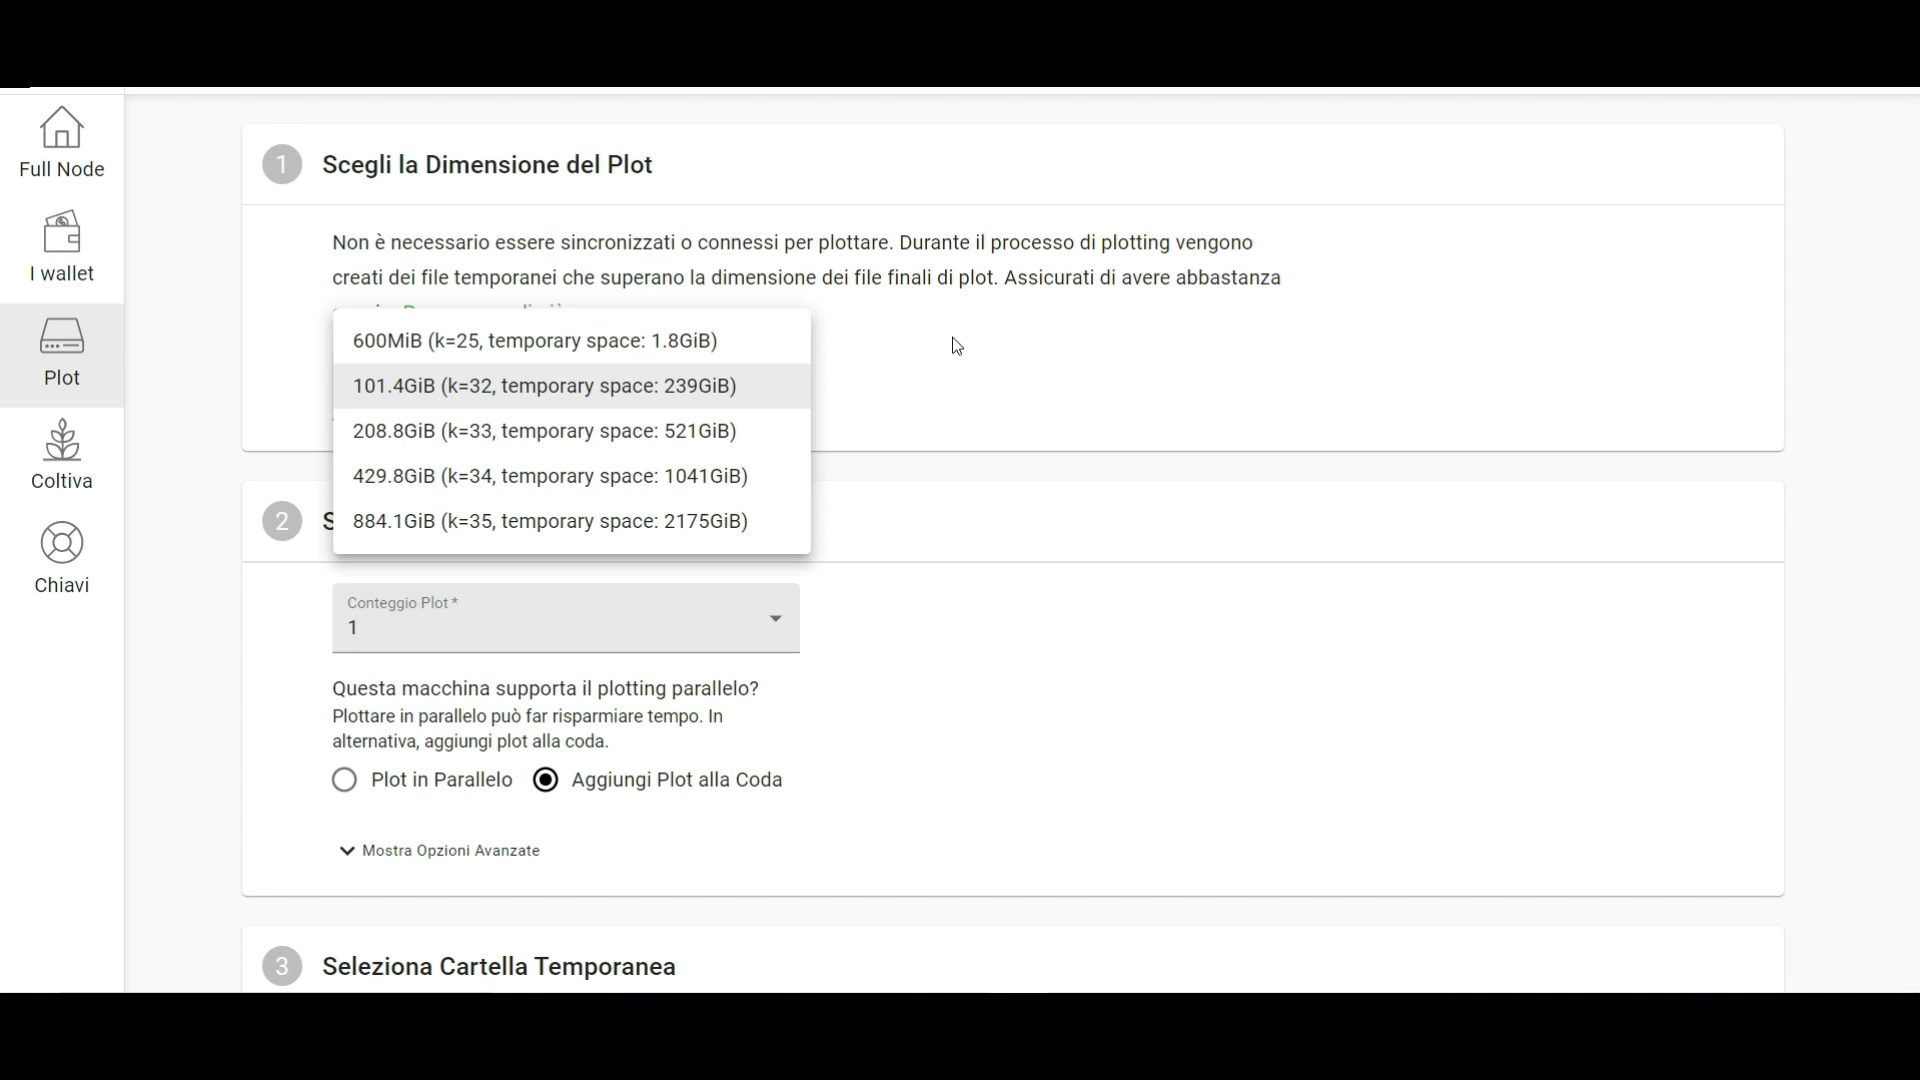 Full Node
I wallet
Plot
Coltiva
Chiavi
1 Scegli la Dimensione del Plot
Non è necessario essere sincronizzati o connessi per plottare. Durante il processo di plotting vengono
creati dei file temporanei che superano la dimensione dei file finali di plot. Assicurati di avere abbastanza
600MiB (k=25, temporary space: 1.8GiB)
101.4GiB (k=32, temporary space: 239GiB)
208.8GiB (k=33, temporary space: 521GiB)
429.8GiB (k=34, temporary space: 1041GiB)
884.1GiB (k=35, temporary space: 2175GiB)
2 S
Conteggio Plot *
1
Questa macchina supporta il plotting parallelo?
Plottare in parallelo può far risparmiare tempo. In
alternativa, aggiungi plot alla coda.
Plot in Parallelo Aggiungi Plot alla Coda
Mostra Opzioni Avanzate
3 Seleziona Cartella Temporanea